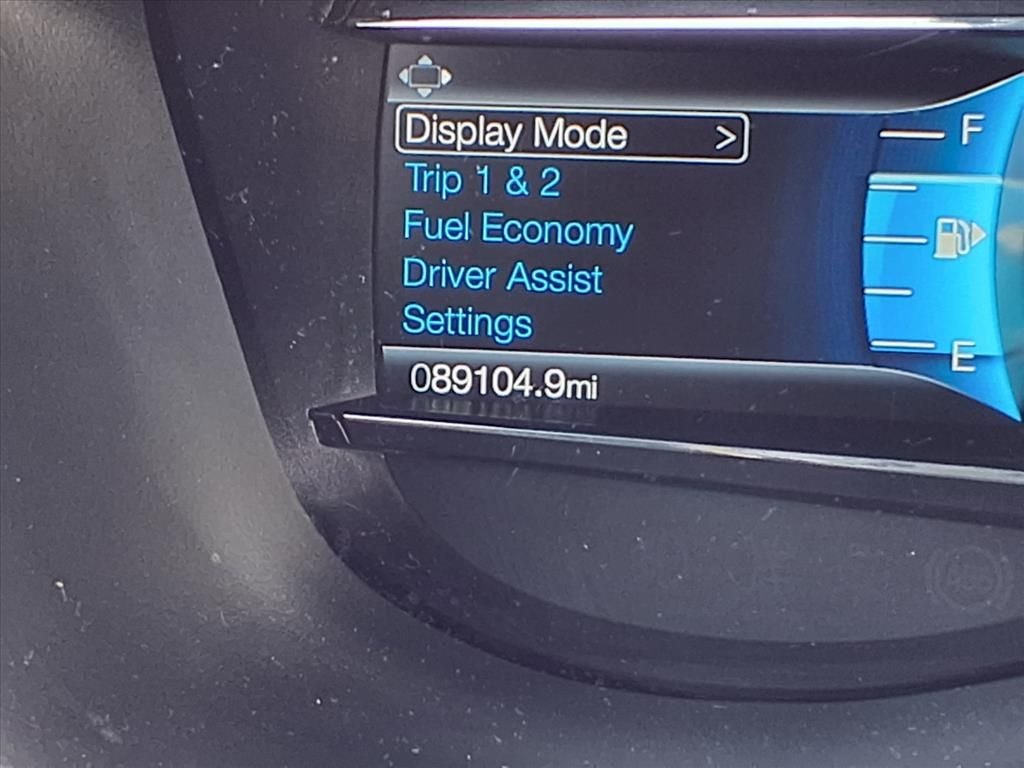 Display Mode >
Trip 1 & 2
Fuel Economy
Driver Assist
Settings
089104.9mi
F
E